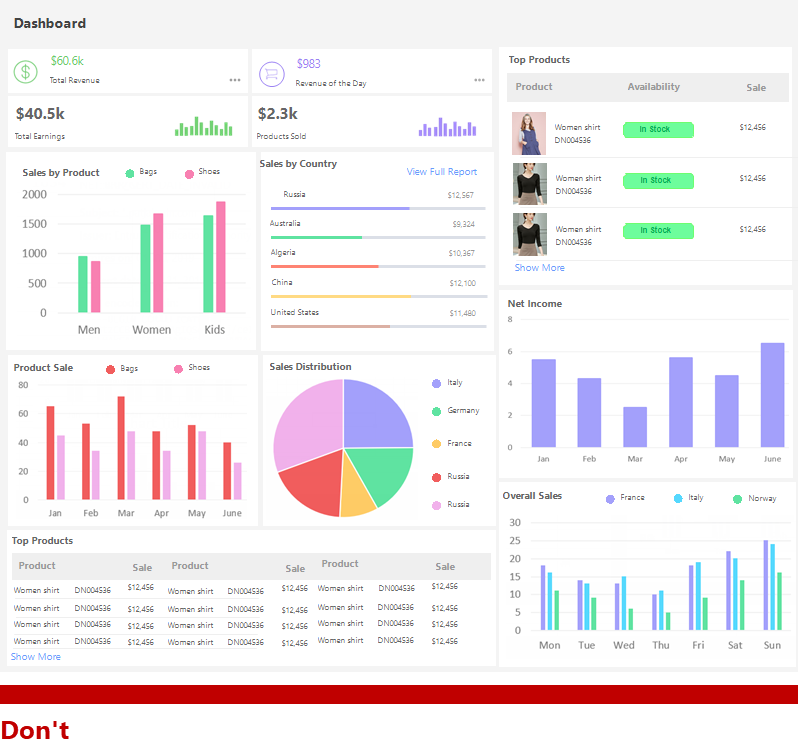 Dashboard
$60.6k
Total Revenue
$983
Revenue of the Day
$40.5k
Total Earnings
$2.3k
Products Sold
Sales by Product
Bags
Shoes
2000
1500
1000
500
0
Men Women Kids
Sales by Country
View Full Report
Russia $12,567
Australia $9,324
Algeria $10,367
China $12,100
United States $11,480
Top Products
Product Availability Sale
Women shirt
DN004536
In Stock
$12,456
Women shirt
DN004536
In Stock
$12,456
Women shirt
DN004536
In Stock
$12,456
Show More
Net Income
8
6
4
2
0
Jan Feb Mar Apr May June
Product Sale
Bags
Shoes
80
60
40
20
0
Jan Feb Mar Apr May June
Sales Distribution
Italy
Germany
France
Russia
Russia
Overall Sales
France
Italy
Norway
30
25
20
15
10
5
0
Mon Tue Wed Thu Fri Sat Sun
Top Products
Product Sale Product Sale Product Sale
Women shirt DN004536 $12,456 Women shirt DN004536 $12,456 Women shirt DN004536 $12,456
Women shirt DN004536 $12,456 Women shirt DN004536 $12,456 Women shirt DN004536 $12,456
Women shirt DN004536 $12,456 Women shirt DN004536 $12,456 Women shirt DN004536 $12,456
Women shirt DN004536 $12,456 Women shirt DN004536 $12,456 Women shirt DN004536 $12,456
Show More
Don't